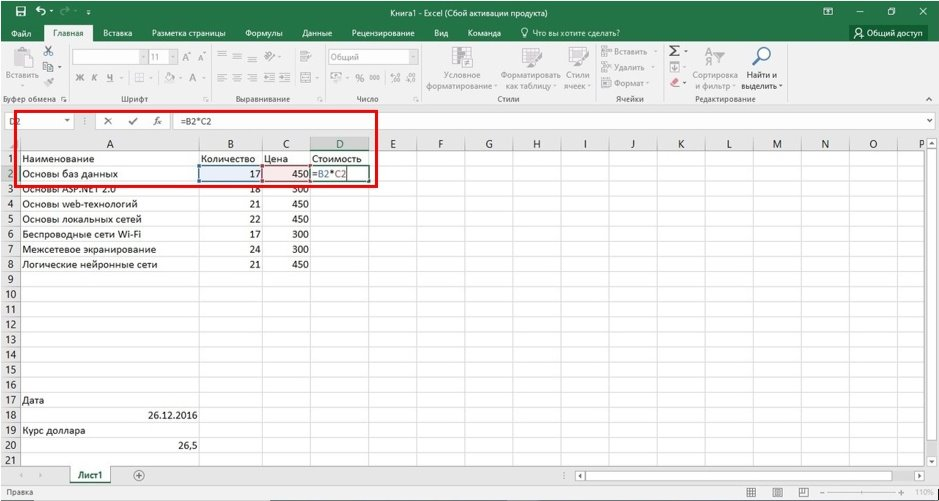 Книга1 - Excel (Сбой активации продукта)
Файл Главная Вставка Разметка страницы Формулы Данные Рецензирование Вид Команда Что вы хотите сделать? Общий доступ
11 Общий Вставить
Удалить
Вставить Ж К Ч % 000 Условное Форматировать Стили Сортировка Найти и
форматирование как таблицу ячеек Формат и фильтр выделить
Буфер обмена Шрифт Выравнивание Число Стили Ячейки Редактирование
D2 fx =B2*C2
A B C D E F G H I J K L M N O P
1 Наименование Количество Цена Стоимость
2 Основы баз данных 17 450 =B2*C2
3 Основы ASP.NET 2.0 18 300
4 Основы web-технологий 21 450
5 Основы локальных сетей 22 450
6 Беспроводные сети Wi-Fi 17 300
7 Межсетевое экранирование 24 300
8 Логические нейронные сети 21 450
9
10
11
12
13
14
15
16
17 Дата
18 26.12.2016
19 Курс доллара
20 26,5
21
Лист1
Правка 110%